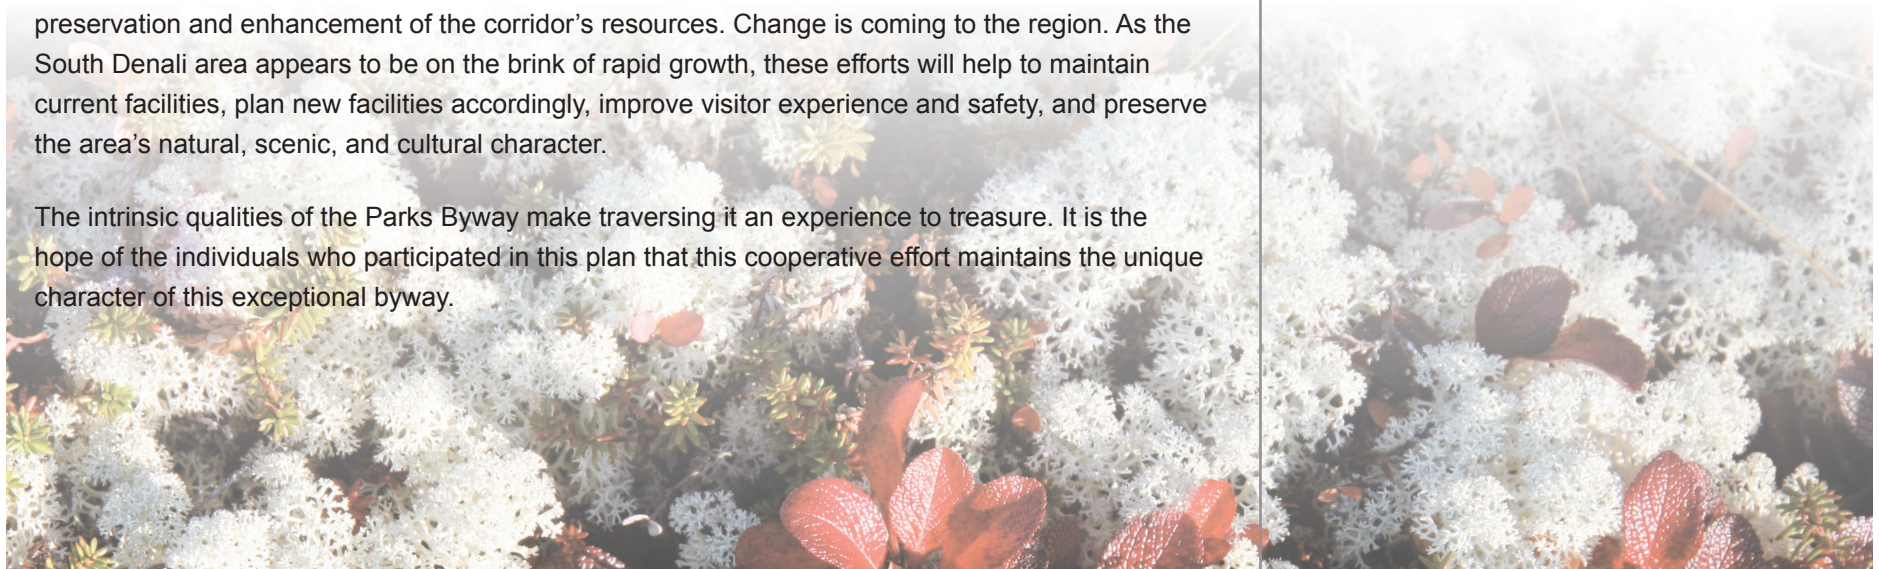 preservation and enhancement of the corridor’s resources. Change is coming to the region. As the
South Denali area appears to be on the brink of rapid growth, these efforts will help to maintain
current facilities, plan new facilities accordingly, improve visitor experience and safety, and preserve
the area’s natural, scenic, and cultural character.
The intrinsic qualities of the Parks Byway make traversing it an experience to treasure. It is the
hope of the individuals who participated in this plan that this cooperative effort maintains the unique
character of this exceptional byway.